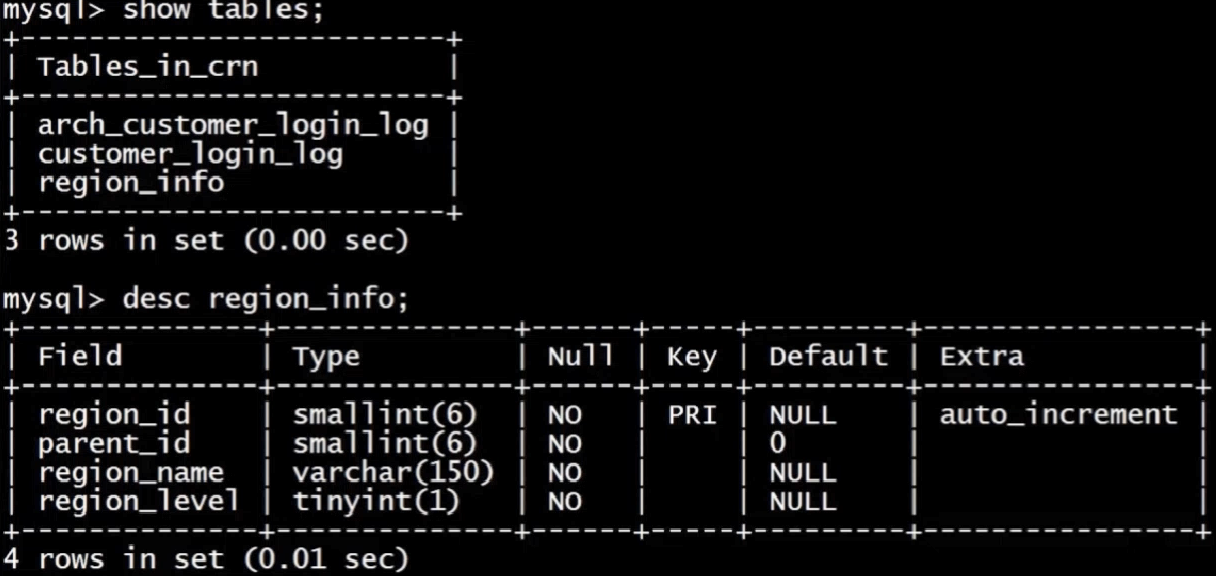 mysql> show tables;
+-------------------------+
| Tables_in_crn           |
+-------------------------+
| arch_customer_login_log |
| customer_login_log      |
| region_info             |
+-------------------------+
3 rows in set (0.00 sec)
mysql> desc region_info;
+--------------+--------------+------+-----+---------+----------------+
| Field        | Type         | Null | Key | Default | Extra          |
+--------------+--------------+------+-----+---------+----------------+
| region_id    | smallint(6)  | NO   | PRI | NULL    | auto_increment |
| parent_id    | smallint(6)  | NO   |     | 0       |                |
| region_name  | varchar(150) | NO   |     | NULL    |                |
| region_level | tinyint(1)   | NO   |     | NULL    |                |
+--------------+--------------+------+-----+---------+----------------+
4 rows in set (0.01 sec)